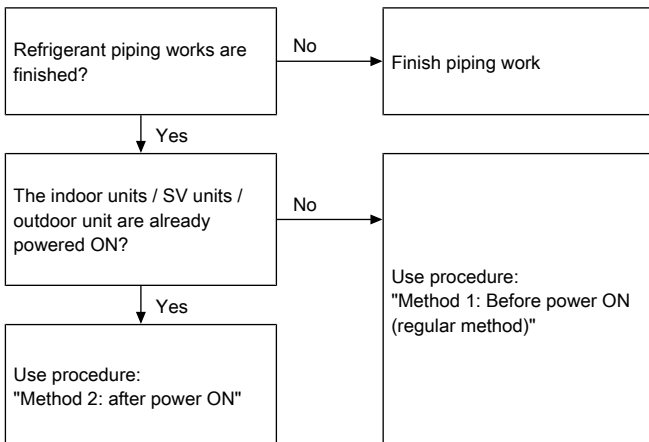 Refrigerant piping works are
finished?
No
Finish piping work
Yes
The indoor units / SV units /
outdoor unit are already
powered ON?
No
Use procedure:
"Method 1: Before power ON
(regular method)"
Yes
Use procedure:
"Method 2: after power ON"